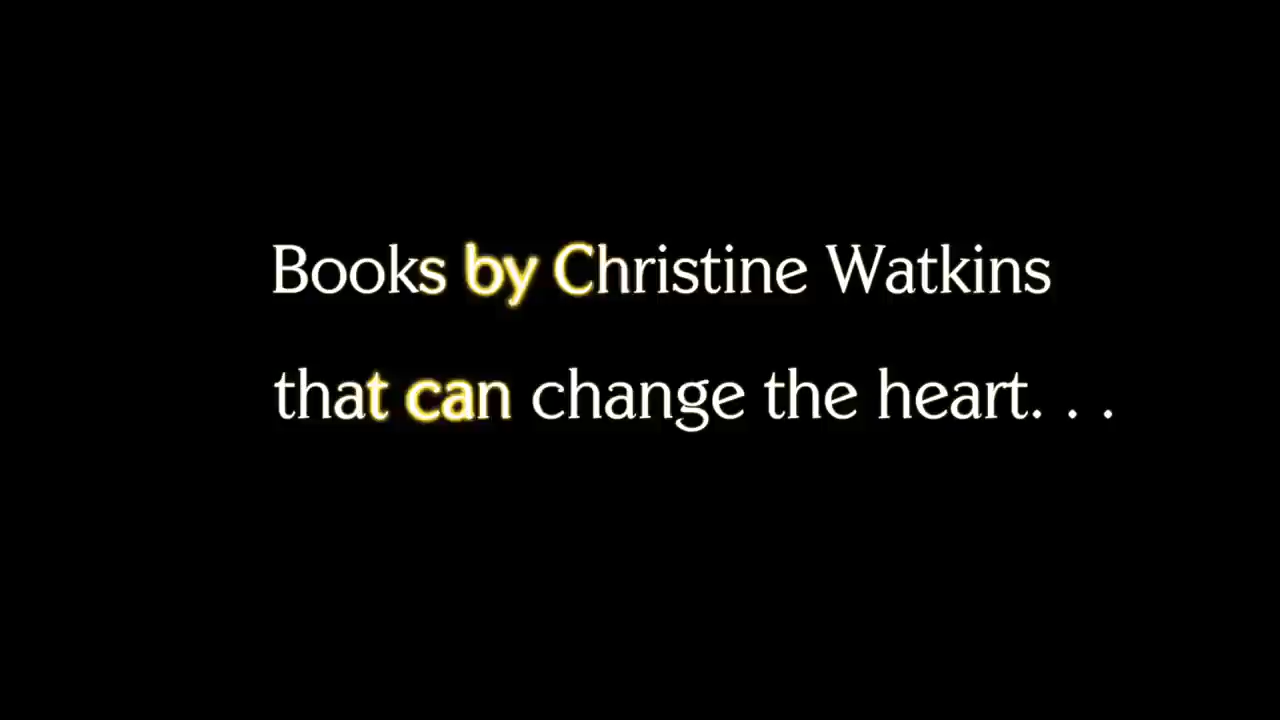 Books by Christine Watkins
that can change the heart. . .